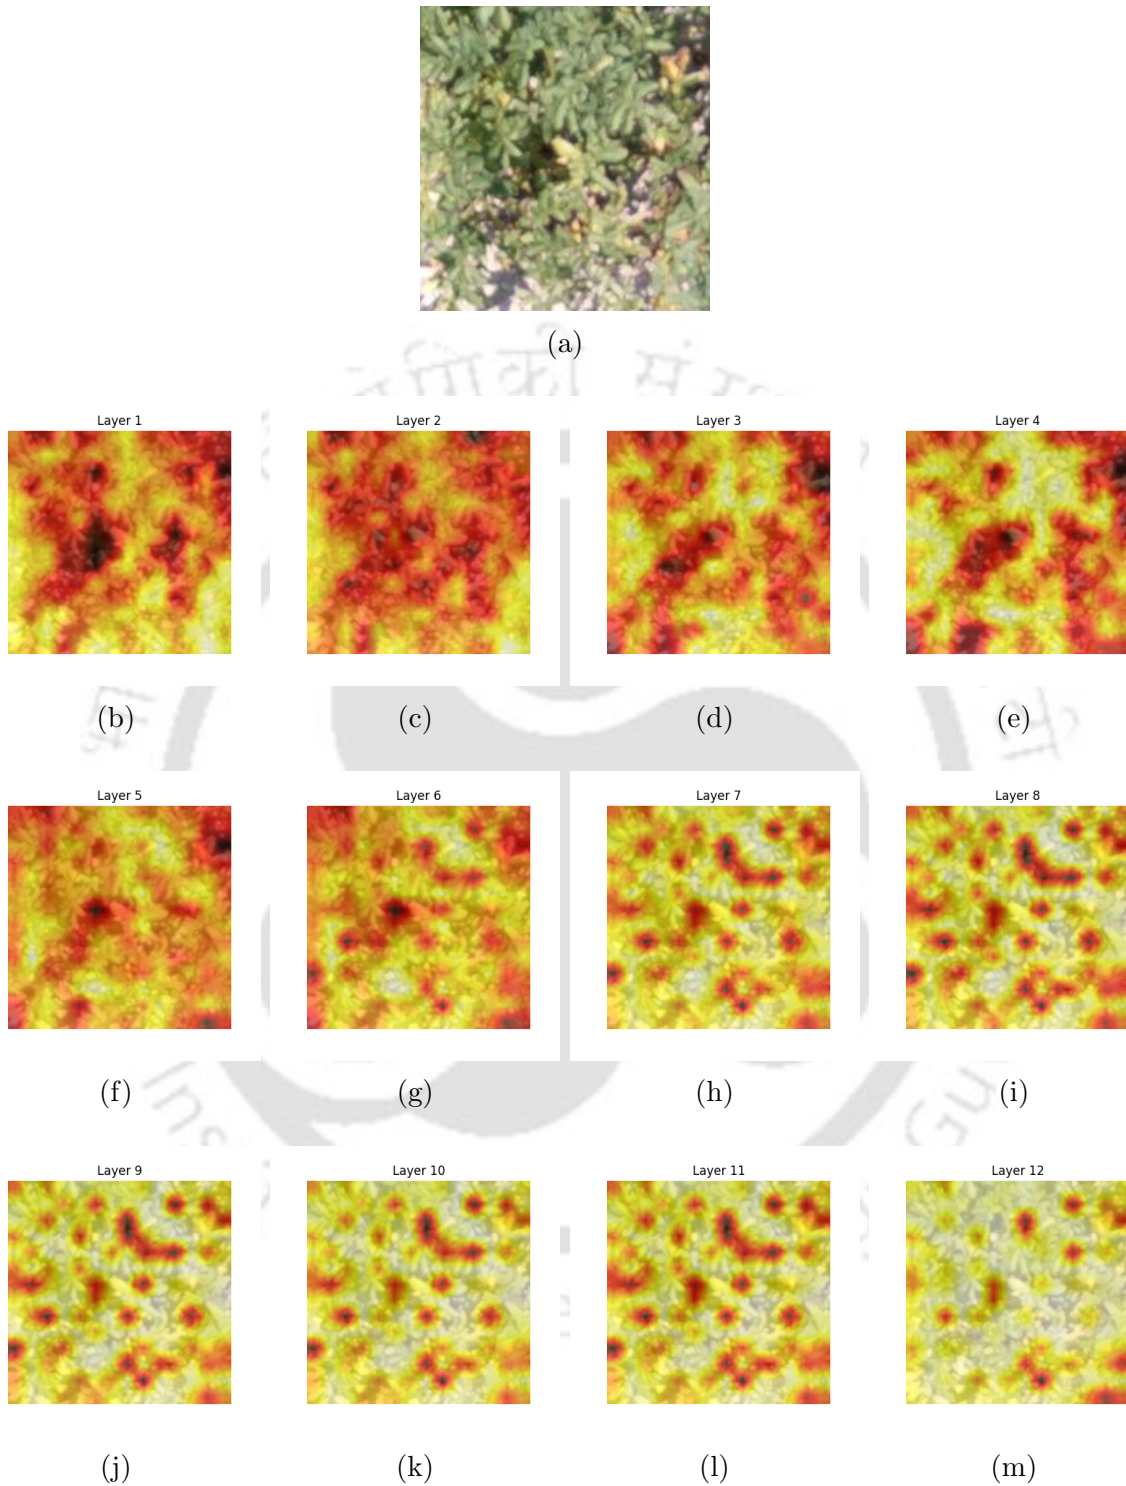 (a)
Layer 1 Layer 2 Layer 3 Layer 4
(b) (c) (d) (e)
Layer 5 Layer 6 Layer 7 Layer 8
(f) (g) (h) (i)
Layer 9 Layer 10 Layer 11 Layer 12
(j) (k) (l) (m)